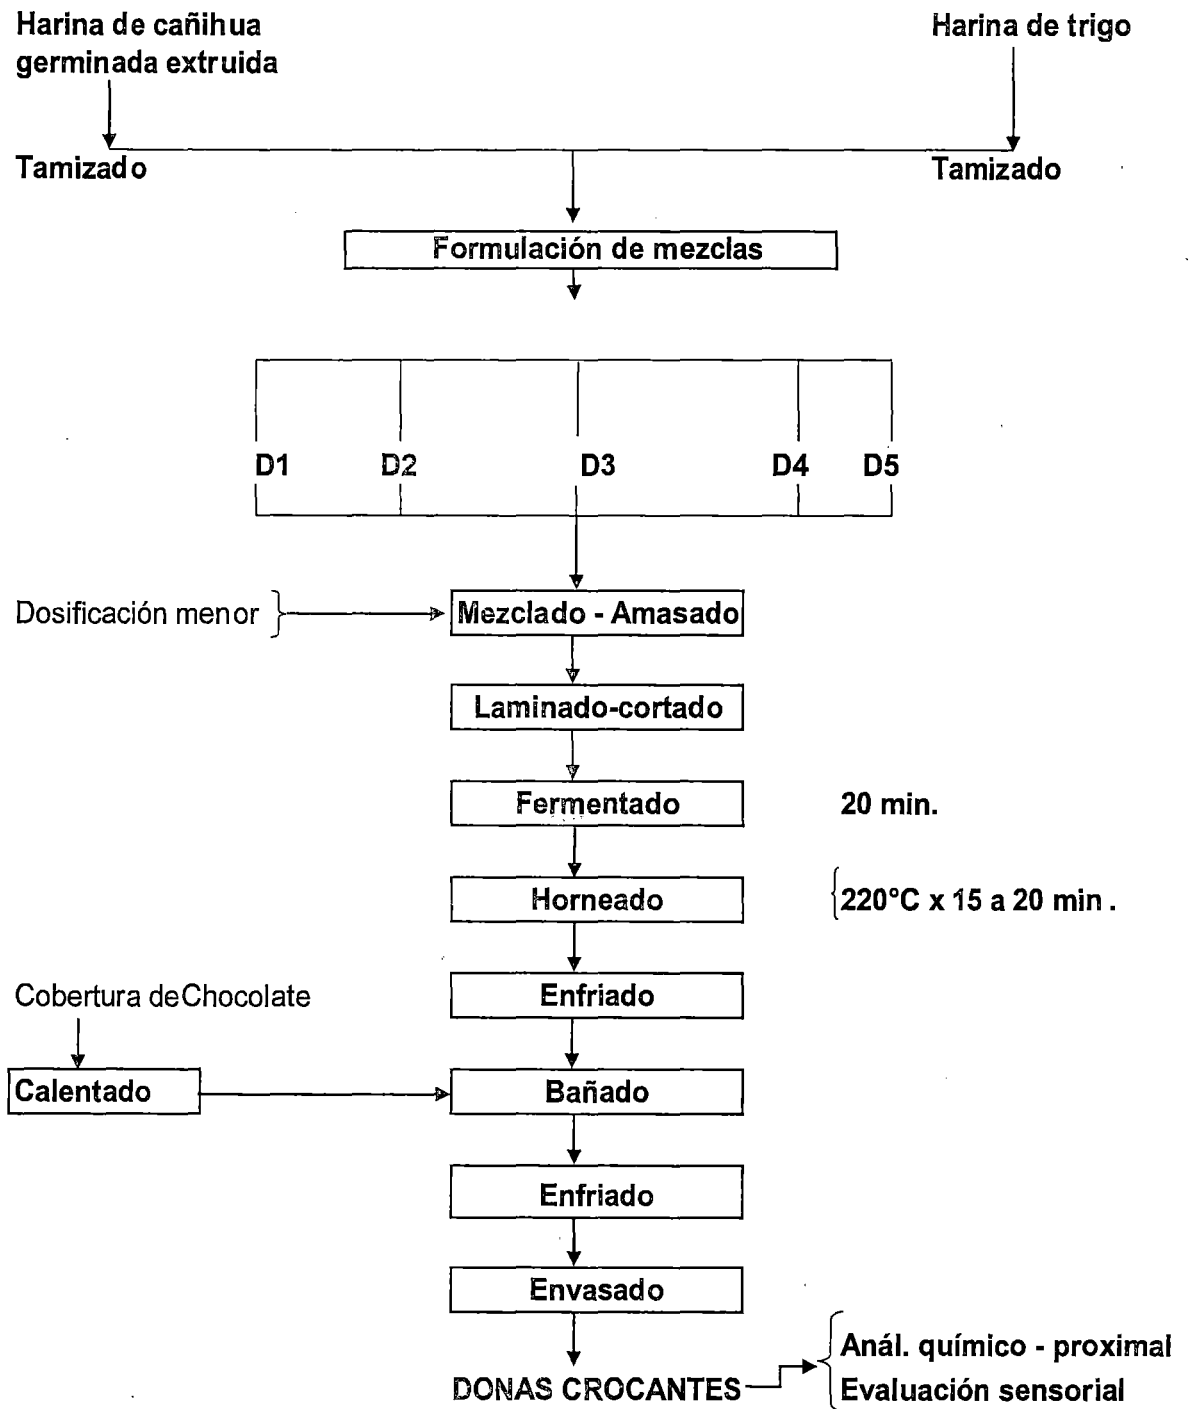 Harina de cañihua
germinada extruida
Harina de trigo
Tamizado
Tamizado
Formulación de mezclas
D1 D2 D3 D4 D5
Dosificación menor
Mezclado - Amasado
Laminado-cortado
Fermentado
20 min.
Horneado
220°C x 15 a 20 min .
Enfriado
Cobertura de Chocolate
Calentado
Bañado
Enfriado
Envasado
DONAS CROCANTES
Anál. químico - proximal
Evaluación sensorial